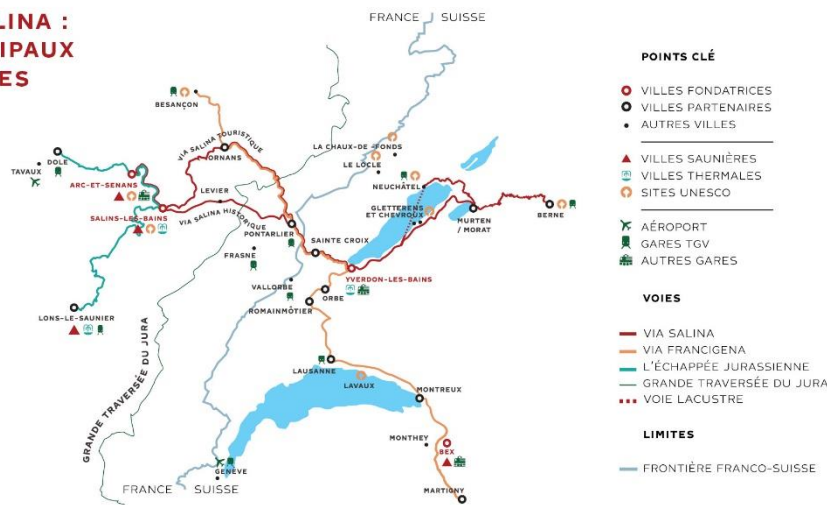 LINA :
IPAUX
ES
FRANCE
SUISSE
BESANÇON
VIA SALINA TOURISTIQUE
ORNANS
LA CHAUX-DE-FONDS
LE LOCLE
DOLE
TAVAUX
ARC-ET-SENANS
LEVIER
SALINS-LES-BAINS
VIA SALINA HISTORIQUE
NEUCHÂTEL
GLETTERENS
ET CHEVROUX
BERNE
MURTEN
/ MORAT
PONTARLIER
SAINTE CROIX
FRASNE
YVERDON-LES-BAINS
VALLORBE
ORBE
ROMAINMÔTIER
LONS-LE-SAUNIER
GRANDE TRAVERSÉE DU JURA
LAUSANNE
LAVAUX
MONTREUX
MONTHEY
BEX
GENÈVE
FRANCE
SUISSE
MARTIGNY
POINTS CLÉ
VILLES FONDATRICES
VILLES PARTENAIRES
AUTRES VILLES
VILLES SAUNIÈRES
VILLES THERMALES
SITES UNESCO
AÉROPORT
GARES TGV
AUTRES GARES
VOIES
VIA SALINA
VIA FRANCIGENA
L'ÉCHAPPÉE JURASSIENNE
GRANDE TRAVERSÉE DU JURA
VOIE LACUSTRE
LIMITES
FRONTIÈRE FRANCO-SUISSE